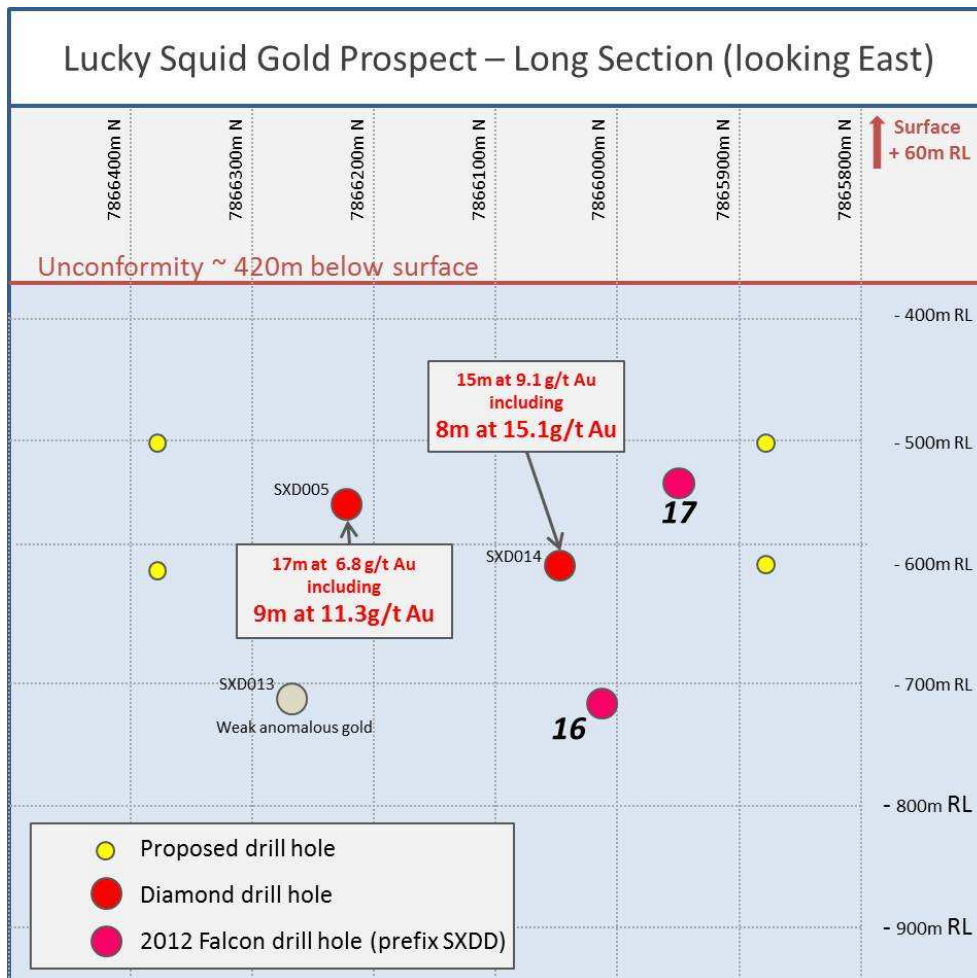 Lucky Squid Gold Prospect – Long Section (looking East)
7866400m N
7866300m N
7866200m N
7866100m N
7866000m N
7865900m N
7865800m N
Surface
+ 60m RL
Unconformity ~ 420m below surface
- 400m RL
15m at 9.1 g/t Au
including
8m at 15.1g/t Au
- 500m RL
SXD005
17
17m at 6.8 g/t Au
including
9m at 11.3g/t Au
SXD014
- 600m RL
SXD013
Weak anomalous gold
- 700m RL
16
- 800m RL
Proposed drill hole
Diamond drill hole
2012 Falcon drill hole (prefix SXDD)
- 900m RL